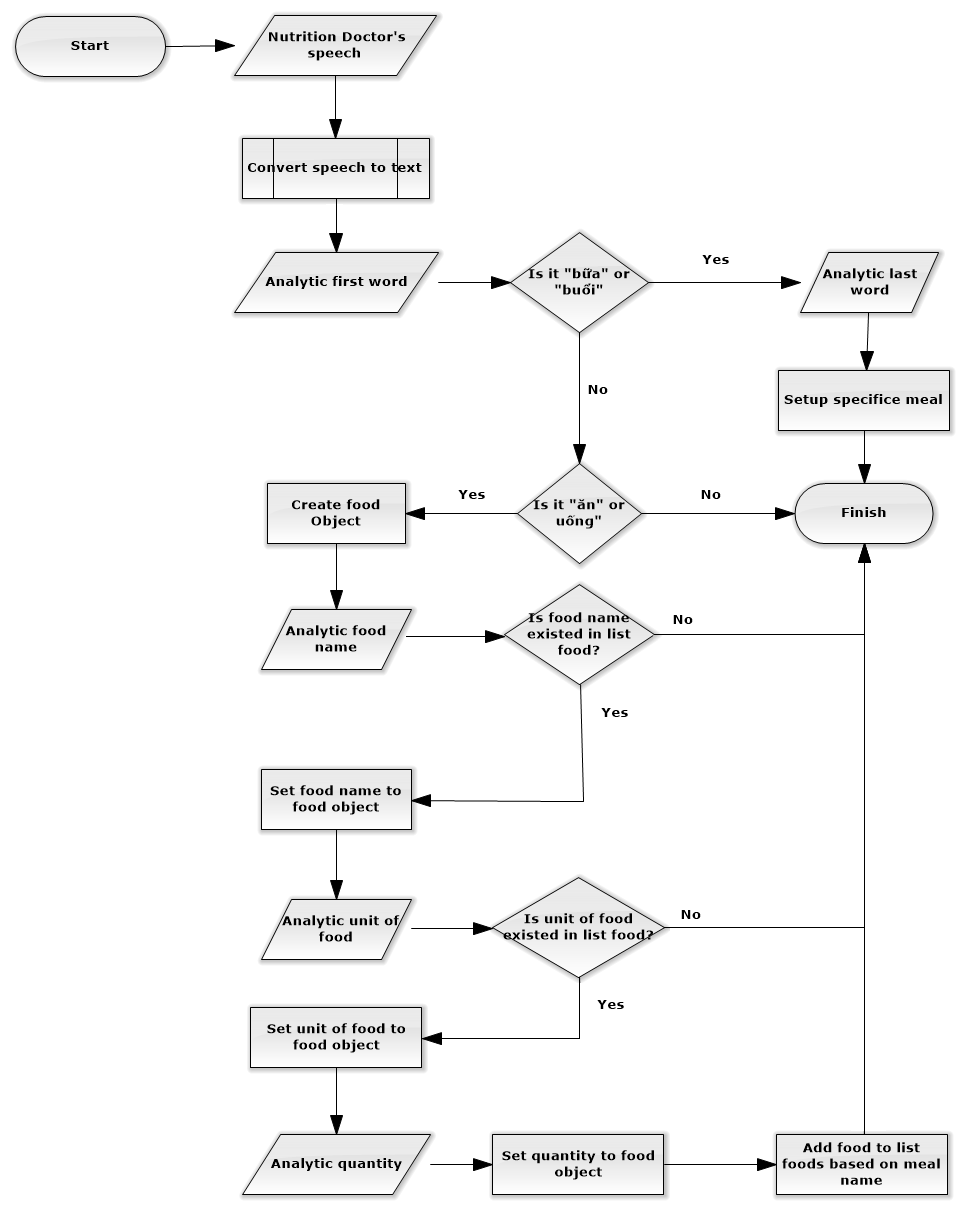 Start
Nutrition Doctor's
speech
Convert speech to text
Analytic first word
Is it "bữa" or
"buổi"
Yes
Analytic last
word
No
Setup specifice meal
Is it "ăn" or
uống"
Yes
No
Create food
Object
Finish
Analytic food
name
Is food name
existed in list
food?
No
Yes
Set food name to
food object
Analytic unit of
food
Is unit of food
existed in list food?
No
Yes
Set unit of food to
food object
Analytic quantity
Set quantity to food
object
Add food to list
foods based on meal
name